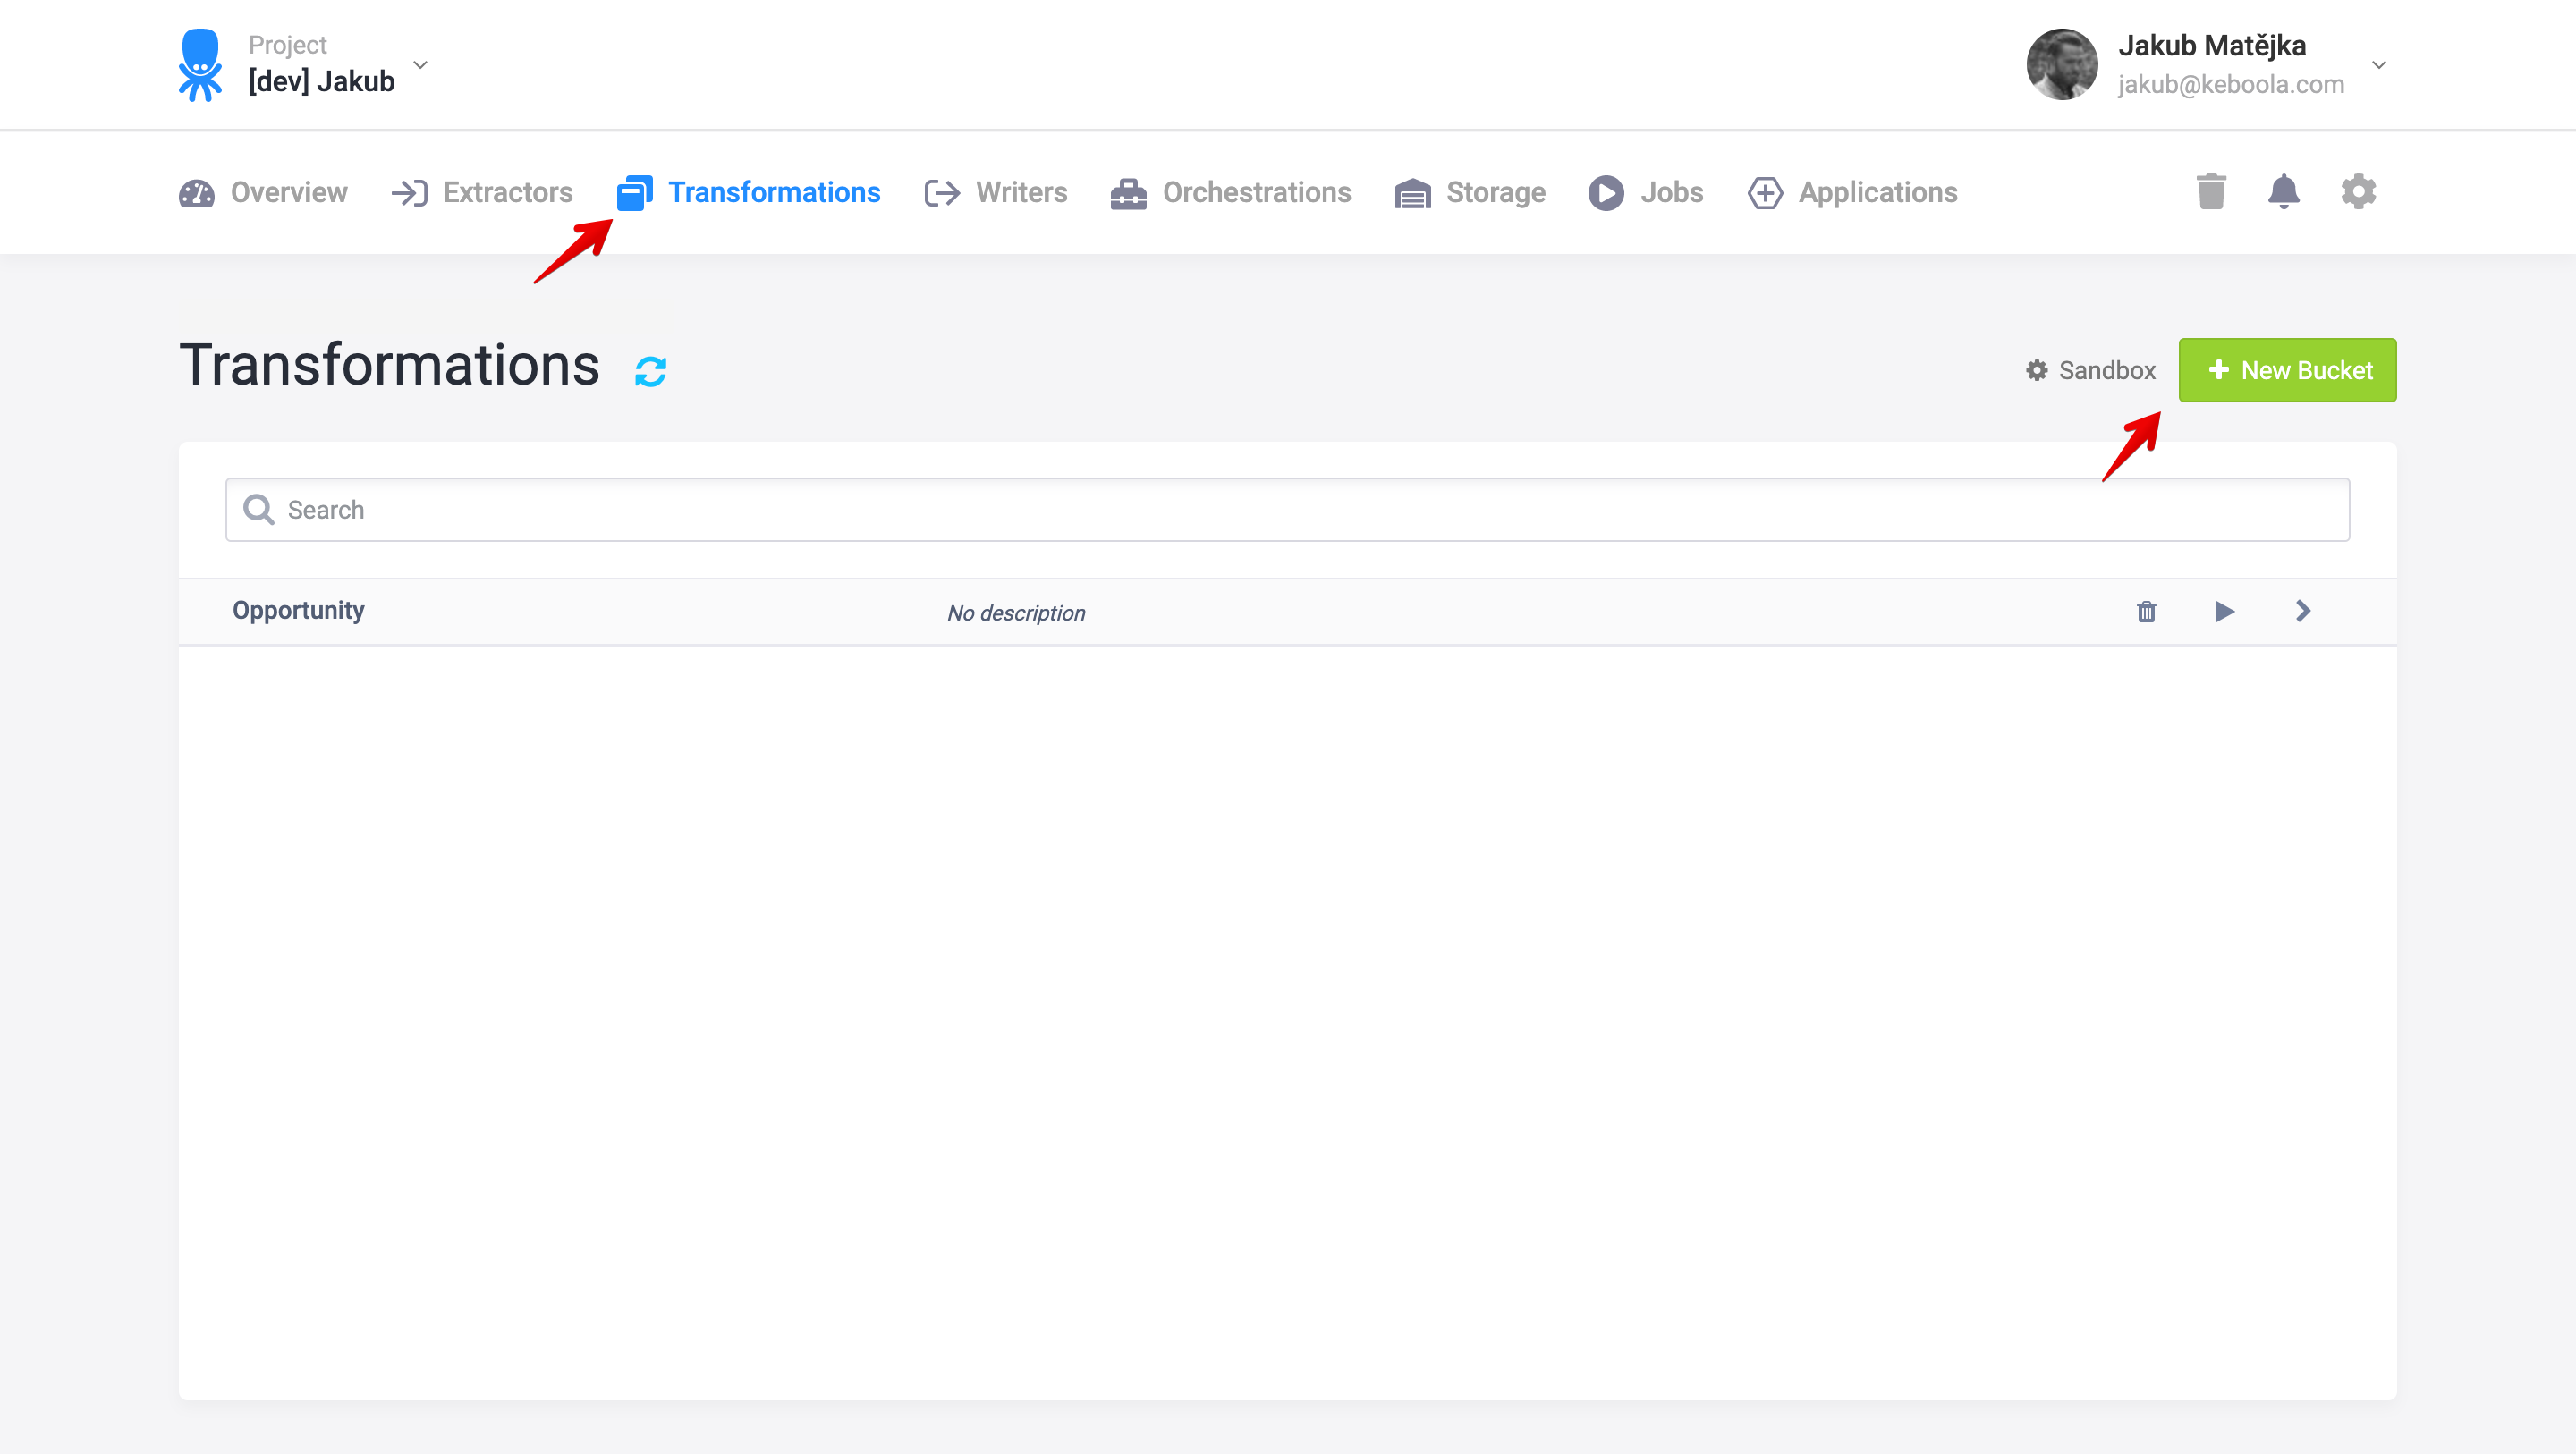 Project
[dev] Jakub
Jakub Matějka
jakub@keboola.com
Overview Extractors Transformations Writers Orchestrations Storage Jobs Applications
Transformations
Sandbox
New Bucket
Search
Opportunity No description